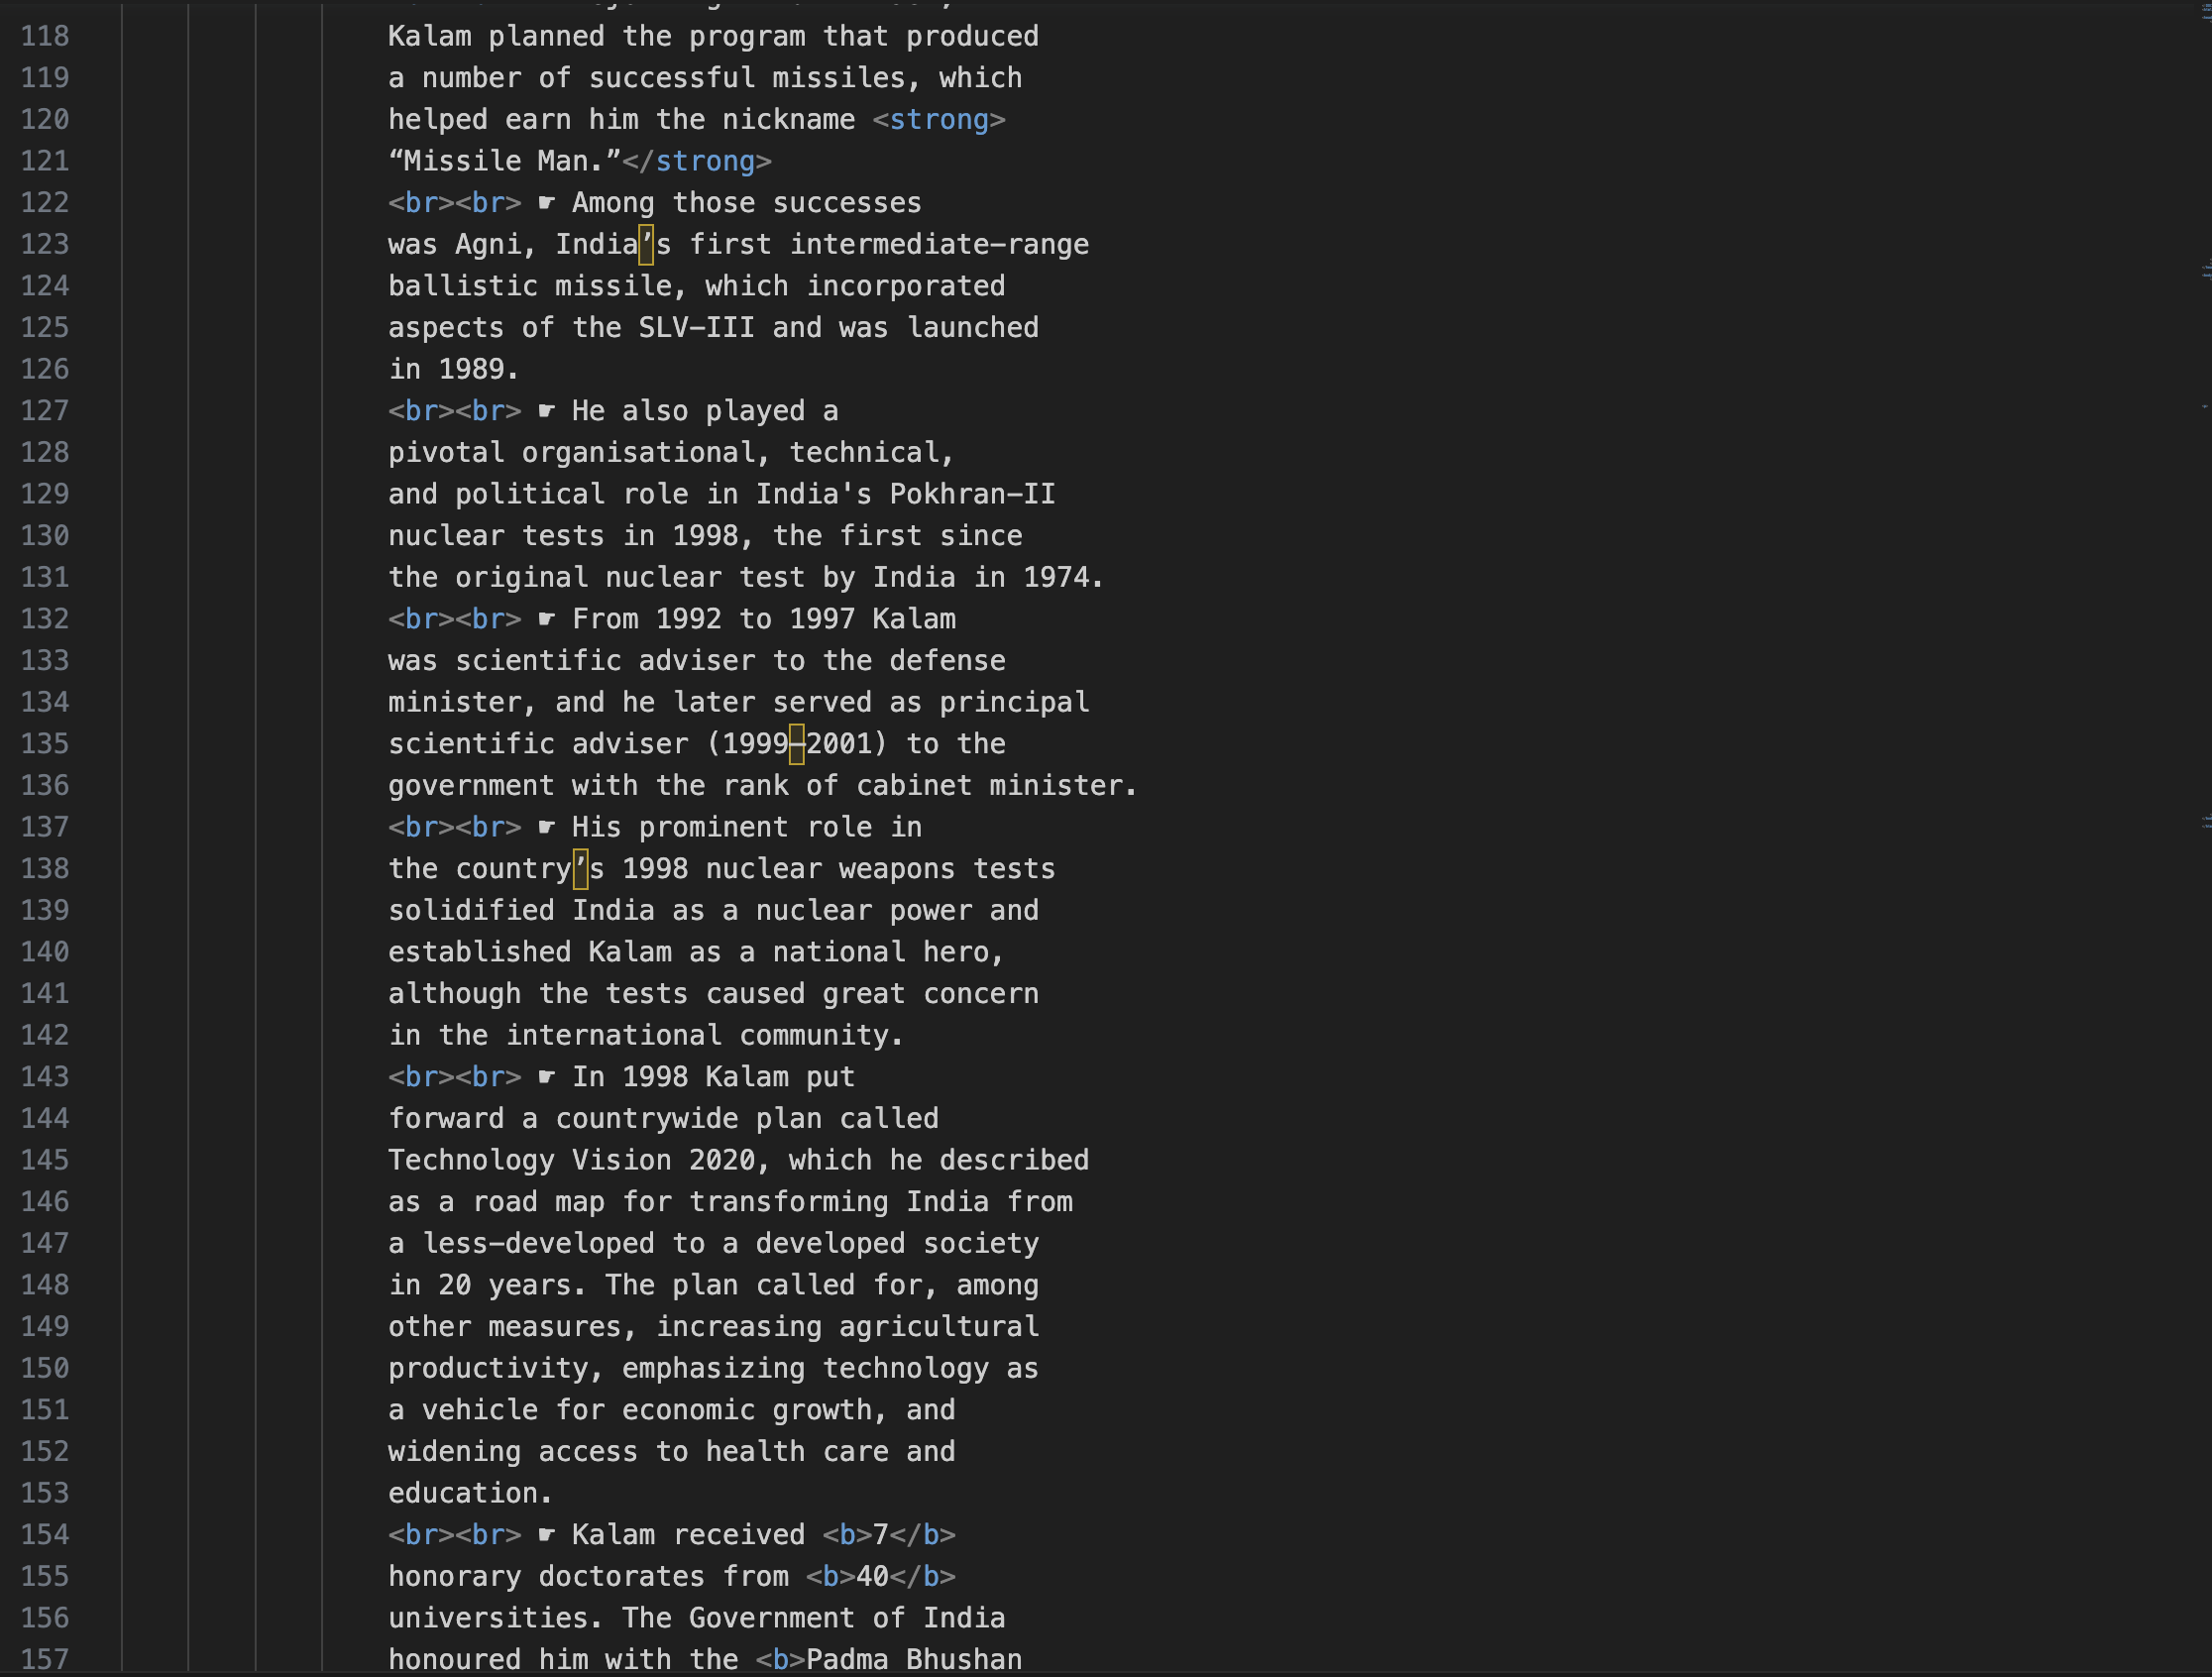 118 Kalam planned the program that produced
119 a number of successful missiles, which
120 helped earn him the nickname <strong>
121 “Missile Man.”</strong>
122 <br><br> ☛ Among those successes
123 was Agni, India’s first intermediate-range
124 ballistic missile, which incorporated
125 aspects of the SLV-III and was launched
126 in 1989.
127 <br><br> ☛ He also played a
128 pivotal organisational, technical,
129 and political role in India's Pokhran-II
130 nuclear tests in 1998, the first since
131 the original nuclear test by India in 1974.
132 <br><br> ☛ From 1992 to 1997 Kalam
133 was scientific adviser to the defense
134 minister, and he later served as principal
135 scientific adviser (1999–2001) to the
136 government with the rank of cabinet minister.
137 <br><br> ☛ His prominent role in
138 the country’s 1998 nuclear weapons tests
139 solidified India as a nuclear power and
140 established Kalam as a national hero,
141 although the tests caused great concern
142 in the international community.
143 <br><br> ☛ In 1998 Kalam put
144 forward a countrywide plan called
145 Technology Vision 2020, which he described
146 as a road map for transforming India from
147 a less-developed to a developed society
148 in 20 years. The plan called for, among
149 other measures, increasing agricultural
150 productivity, emphasizing technology as
151 a vehicle for economic growth, and
152 widening access to health care and
153 education.
154 <br><br> ☛ Kalam received <b>7</b>
155 honorary doctorates from <b>40</b>
156 universities. The Government of India
157 honoured him with the <b>Padma Bhushan